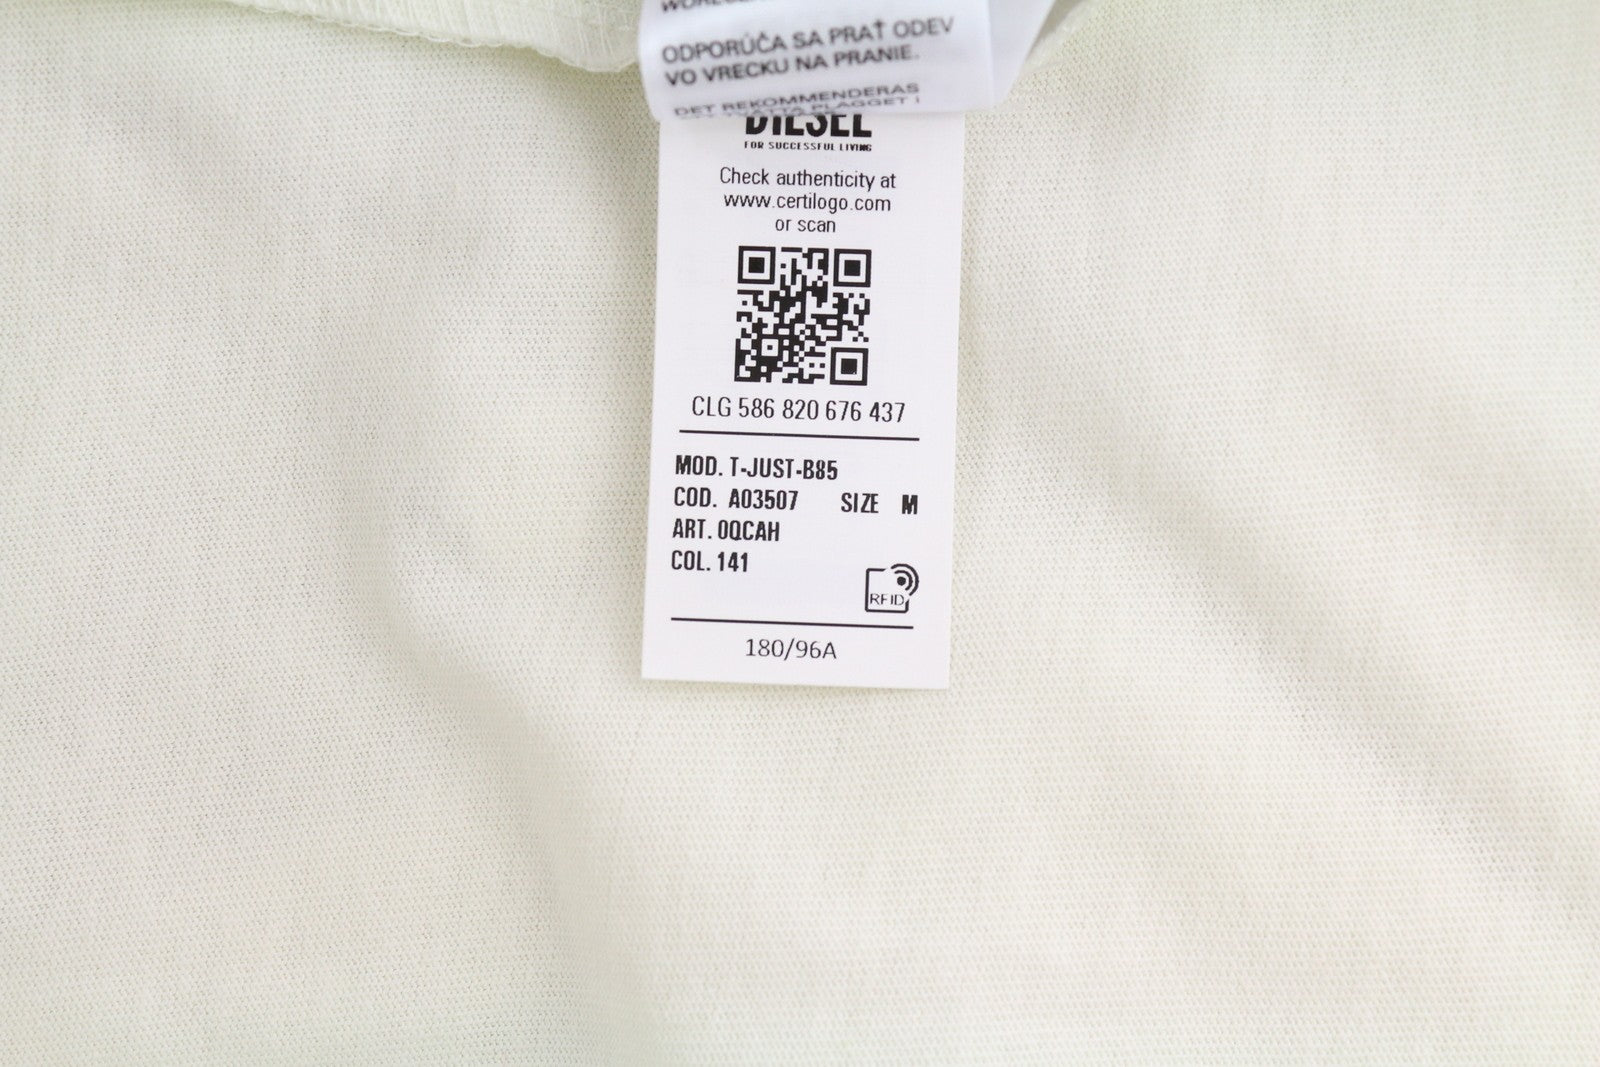 ODPORÚČA SA PRAŤ ODEV
VO VRECKU NA PRANIE.
DET REKOMMENDERAS
PLAGGET I
DIESEL
FOR SUCCESSFUL LIVING
Check authenticity at
www.certilogo.com
or scan
CLG 586 820 676 437
MOD. T-JUST-B85
COD. A03507 SIZE M
ART. 0QCAH
COL. 141
RFID
180/96A